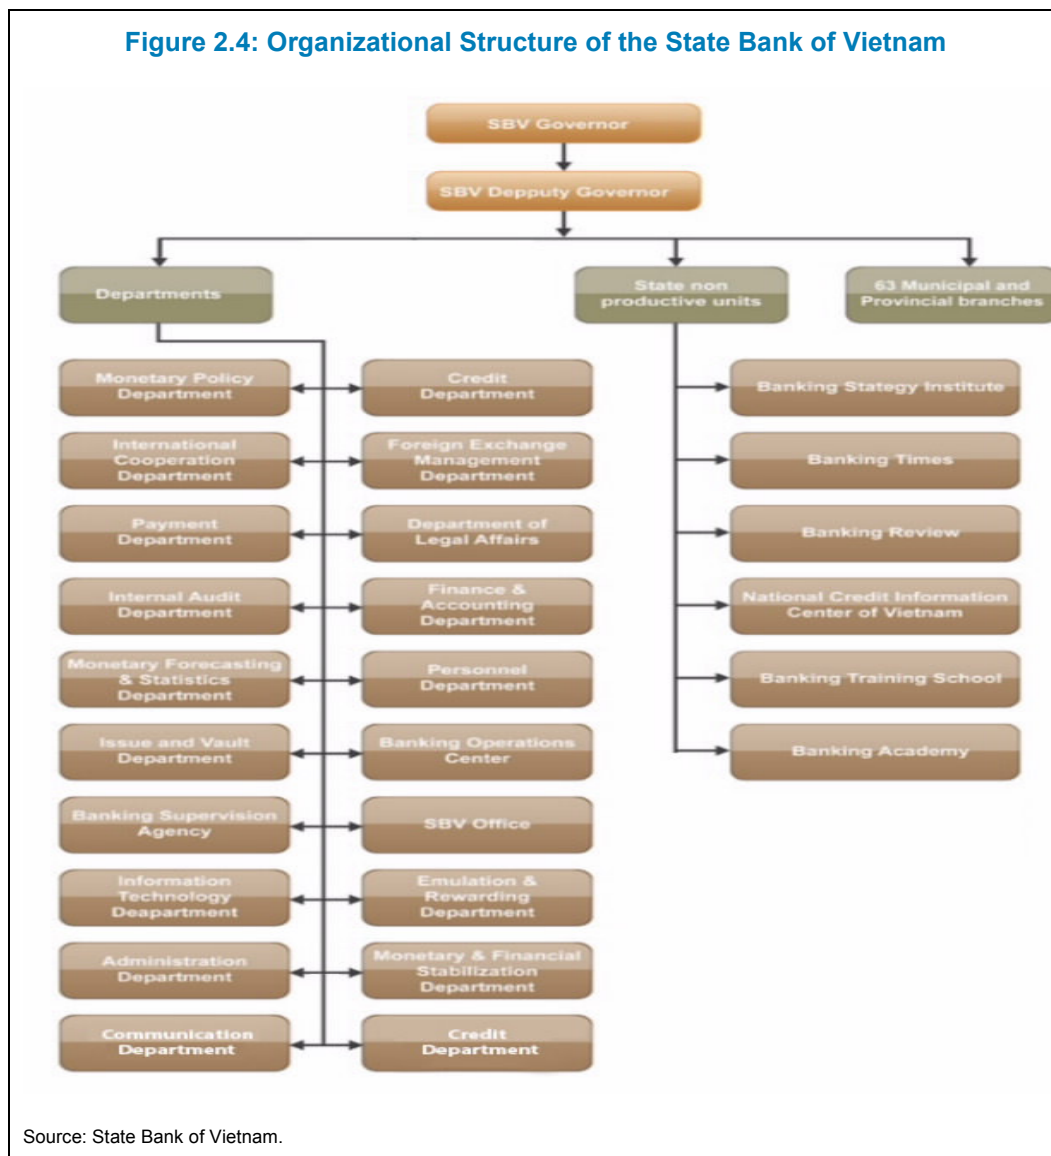 Figure 2.4: Organizational Structure of the State Bank of Vietnam
SBV Governor
SBV Depputy Governor
Departments
State non
productive units
63 Municipal and
Provincial branches
Monetary Policy
Department
Credit
Department
International
Cooperation
Department
Foreign Exchange
Management
Department
Payment
Department
Department of
Legal Affairs
Internal Audit
Department
Finance &
Accounting
Department
Monetary Forecasting
& Statistics
Department
Personnel
Department
Issue and Vault
Department
Banking Operations
Center
Banking Supervision
Agency
SBV Office
Information
Technology
Deapartment
Emulation &
Rewarding
Department
Administration
Department
Monetary & Financial
Stabilization
Department
Communication
Department
Credit
Department
Banking Stategy Institute
Banking Times
Banking Review
National Credit Information
Center of Vietnam
Banking Training School
Banking Academy
Source: State Bank of Vietnam.